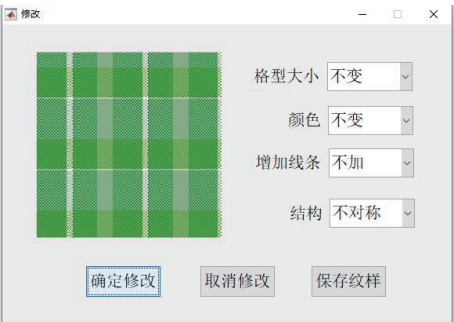 修改
格型大小 不变
颜色 不变
增加线条 不加
结构 不对称
确定修改 取消修改 保存纹样